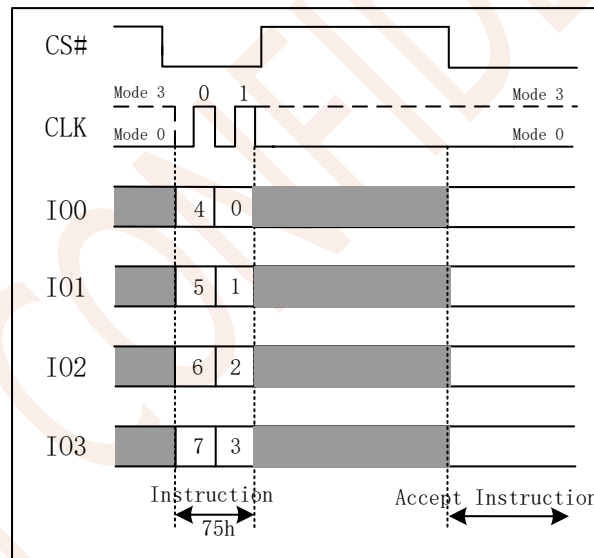 CS#
Mode 3 0 1 Mode 3
CLK
Mode 0 Mode 0
IO0 4 0
IO1 5 1
IO2 6 2
IO3 7 3
Instruction Accept Instruction
75h